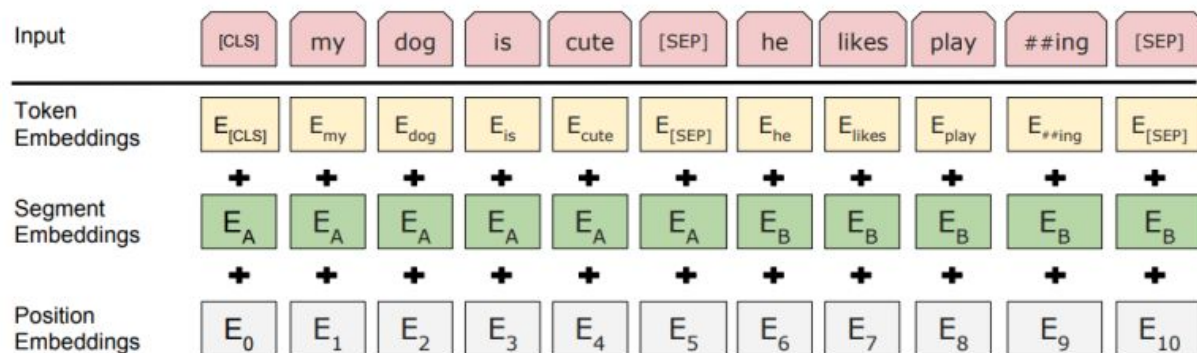 Input [CLS] my dog is cute [SEP] he likes play ##ing [SEP]
Token
Embeddings
E[CLS] Emy Edog Eis Ecute E[SEP] Ehe Elikes Eplay E##ing E[SEP]
+ + + + + + + + + + +
Segment
Embeddings
EA EA EA EA EA EA EB EB EB EB EB
+ + + + + + + + + + +
Position
Embeddings
E0 E1 E2 E3 E4 E5 E6 E7 E8 E9 E10